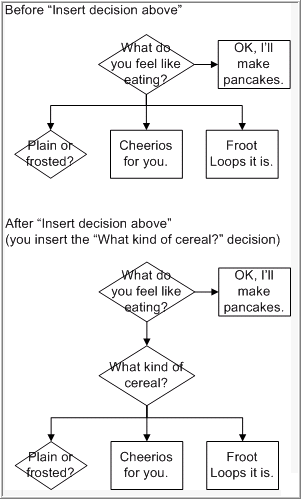 Before “Insert decision above”
What do
you feel like
eating?
OK, I’ll
make
pancakes.
Plain or
frosted?
Cheerios
for you.
Froot
Loops it is.
After “Insert decision above”
(you insert the “What kind of cereal?” decision)
What do
you feel like
eating?
OK, I’ll
make
pancakes.
What kind of
cereal?
Plain or
frosted?
Cheerios
for you.
Froot
Loops it is.